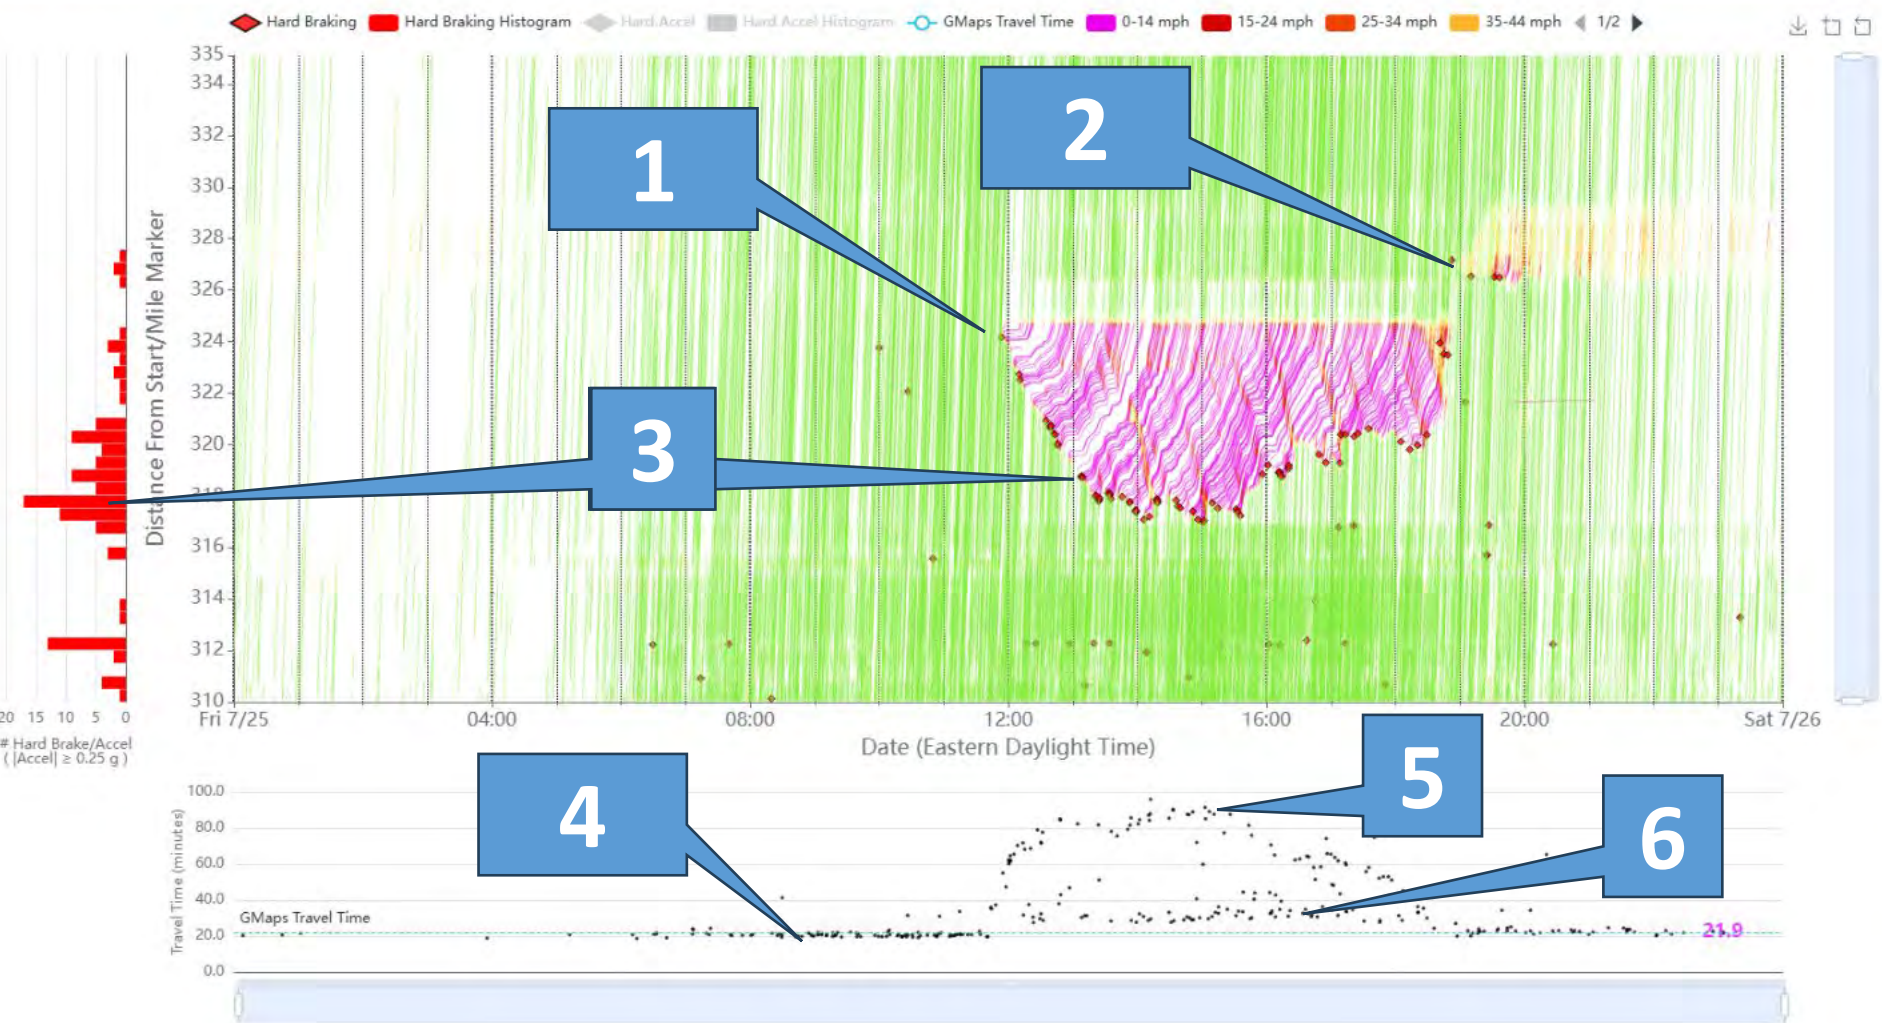 Hard Braking Hard Braking Histogram Hard Accel Hard Accel Histogram GMaps Travel Time 0-14 mph 15-24 mph 25-34 mph 35-44 mph 1/2
335
334
332
330
328
326
324
322
320
316
314
312
310
Distance From Start/Mile Marker
1
2
3
20 15 10 5 0
# Hard Brake/Accel
( |Accel| ≥ 0.25 g )
Fri 7/25 04:00 08:00 12:00 16:00 20:00 Sat 7/26
Date (Eastern Daylight Time)
4
5
6
Travel Time (minutes)
100.0
80.0
60.0
40.0
20.0
0.0
GMaps Travel Time
21.9